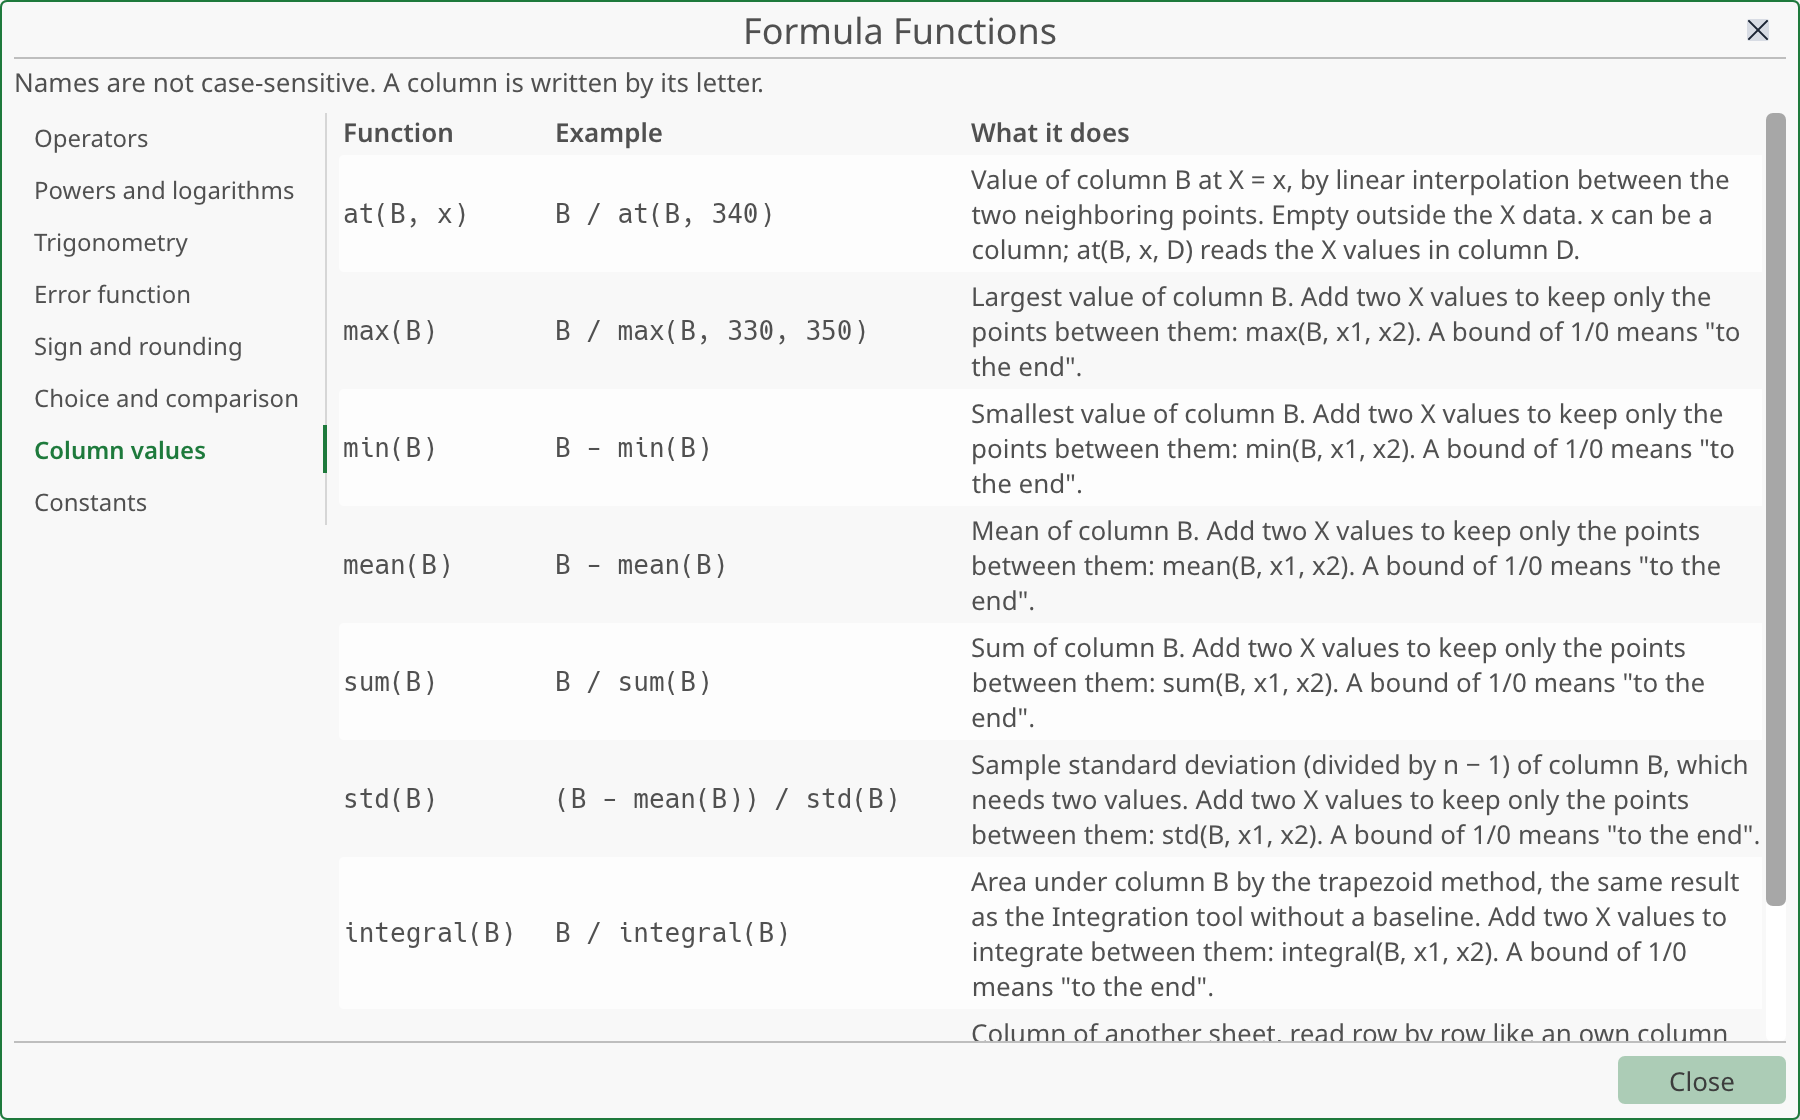 Formula Functions
Names are not case-sensitive. A column is written by its letter.
Operators
Powers and logarithms
Trigonometry
Error function
Sign and rounding
Choice and comparison
Column values
Constants
Function Example What it does
at(B, x) B / at(B, 340)
Value of column B at X = x, by linear interpolation between the
two neighboring points. Empty outside the X data. x can be a
column; at(B, x, D) reads the X values in column D.
max(B) B / max(B, 330, 350)
Largest value of column B. Add two X values to keep only the
points between them: max(B, x1, x2). A bound of 1/0 means "to
the end".
min(B) B − min(B)
Smallest value of column B. Add two X values to keep only the
points between them: min(B, x1, x2). A bound of 1/0 means "to
the end".
mean(B) B − mean(B)
Mean of column B. Add two X values to keep only the points
between them: mean(B, x1, x2). A bound of 1/0 means "to the
end".
sum(B) B / sum(B)
Sum of column B. Add two X values to keep only the points
between them: sum(B, x1, x2). A bound of 1/0 means "to the
end".
std(B) (B − mean(B)) / std(B)
Sample standard deviation (divided by n − 1) of column B, which
needs two values. Add two X values to keep only the points
between them: std(B, x1, x2). A bound of 1/0 means "to the end".
integral(B) B / integral(B)
Area under column B by the trapezoid method, the same result
as the Integration tool without a baseline. Add two X values to
integrate between them: integral(B, x1, x2). A bound of 1/0
means "to the end".
Column of another sheet, read row by row like an own column
Close